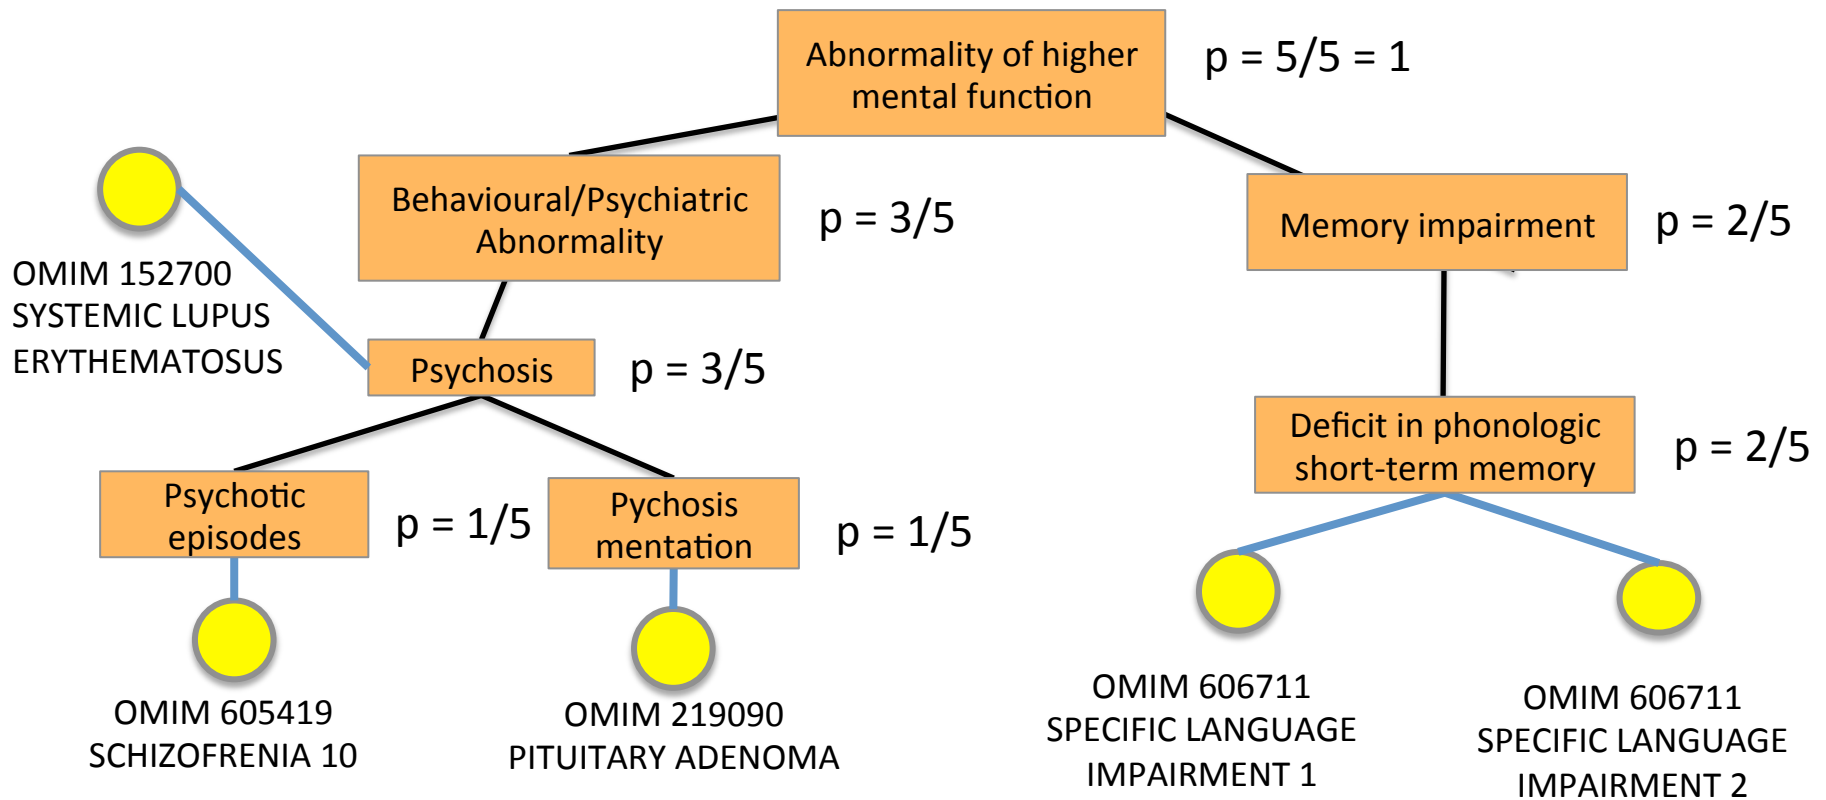 Abnormality of higher
mental function
p = 5/5 = 1
Behavioural/Psychiatric
Abnormality
p = 3/5
Memory impairment
p = 2/5
OMIM 152700
SYSTEMIC LUPUS
ERYTHEMATOSUS
Psychosis
p = 3/5
Deficit in phonologic
short-term memory
p = 2/5
Psychotic
episodes
p = 1/5
Pychosis
mentation
p = 1/5
OMIM 605419
SCHIZOFRENIA 10
OMIM 219090
PITUITARY ADENOMA
OMIM 606711
SPECIFIC LANGUAGE
IMPAIRMENT 1
OMIM 606711
SPECIFIC LANGUAGE
IMPAIRMENT 2